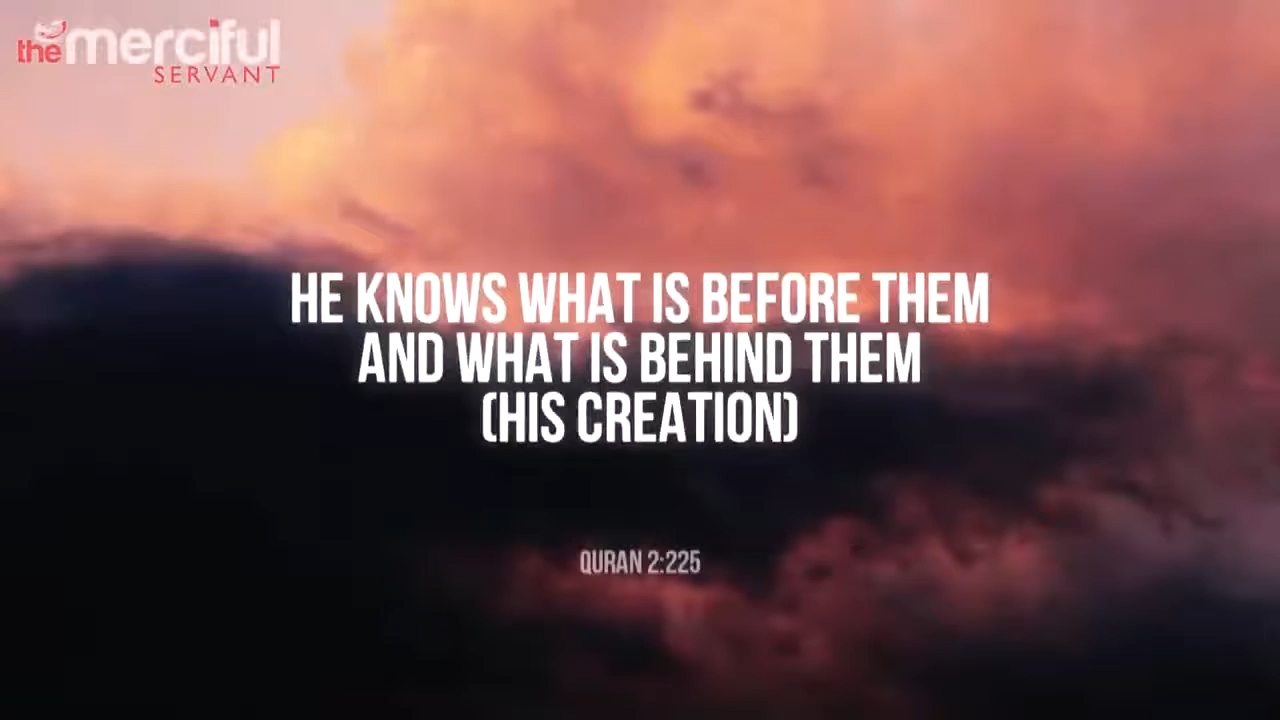 the merciful
SERVANT
HE KNOWS WHAT IS BEFORE THEM
AND WHAT IS BEHIND THEM
(HIS CREATION)
QURAN 2:225